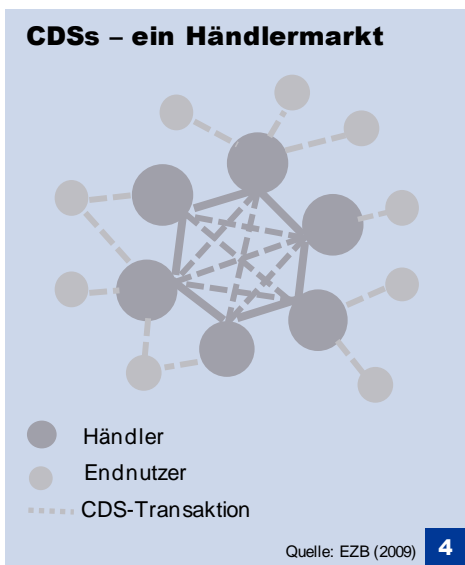 CDSs – ein Händlermarkt
Händler
Endnutzer
CDS-Transaktion
Quelle: EZB (2009) 4